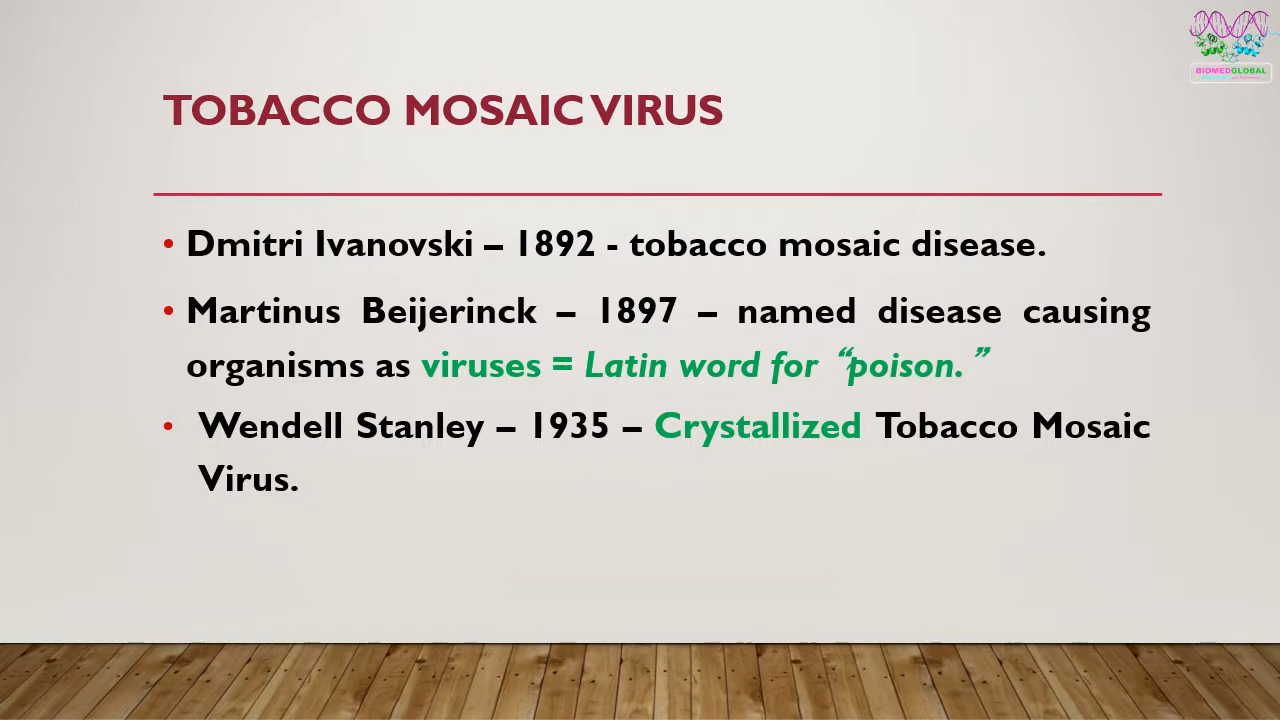 BIOMEDGLOBAL
TOBACCO MOSAIC VIRUS
• Dmitri Ivanovski – 1892 - tobacco mosaic disease.
• Martinus Beijerinck – 1897 – named disease causing
organisms as viruses = Latin word for “poison.”
• Wendell Stanley – 1935 – Crystallized Tobacco Mosaic
Virus.